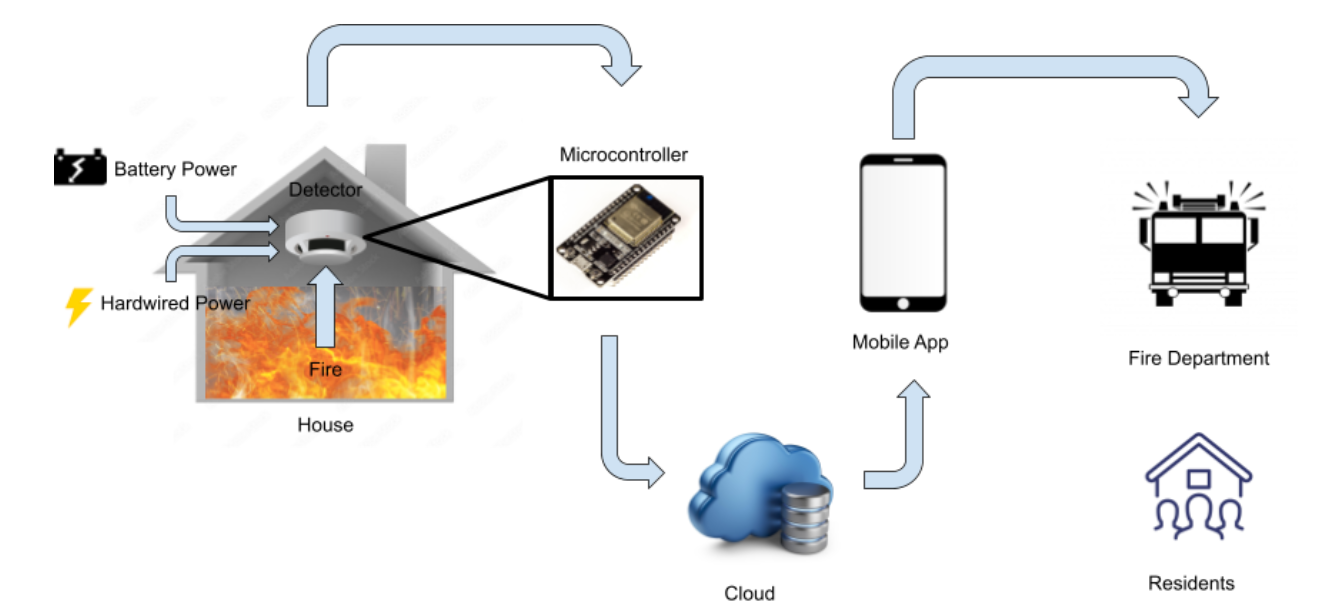 Battery Power
Detector
Microcontroller
Hardwired Power
Fire
House
Cloud
Mobile App
Fire Department
Residents